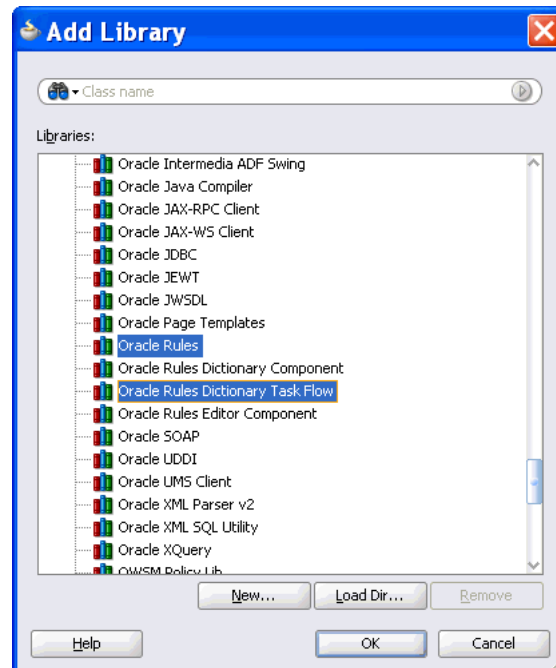 Add Library
Class name
Libraries:
Oracle Intermedia ADF Swing
Oracle Java Compiler
Oracle JAX-RPC Client
Oracle JAX-WS Client
Oracle JDBC
Oracle JEWT
Oracle JWSDL
Oracle Page Templates
Oracle Rules
Oracle Rules Dictionary Component
Oracle Rules Dictionary Task Flow
Oracle Rules Editor Component
Oracle SOAP
Oracle UDDI
Oracle UMS Client
Oracle XML Parser v2
Oracle XML SQL Utility
Oracle XQuery
OWSM Policy Lib
New... Load Dir... Remove
Help OK Cancel